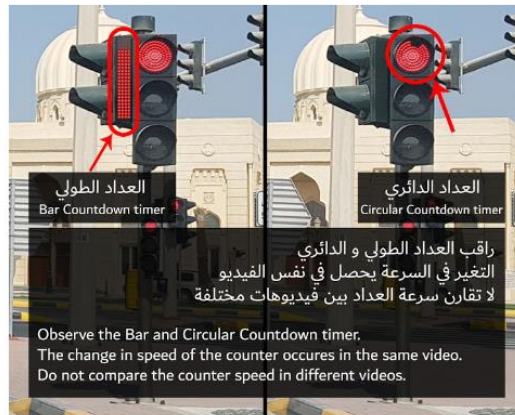 العداد الطولي
Bar Countdown timer
العداد الدائري
Circular Countdown timer
راقب العداد الطولي و الدائري
التغير في السرعة يحصل في نفس الفيديو
لا تقارن سرعة العداد بين فيديوهات مختلفة
Observe the Bar and Circular Countdown timer.
The change in speed of the counter occures in the same video.
Do not compare the counter speed in different videos.